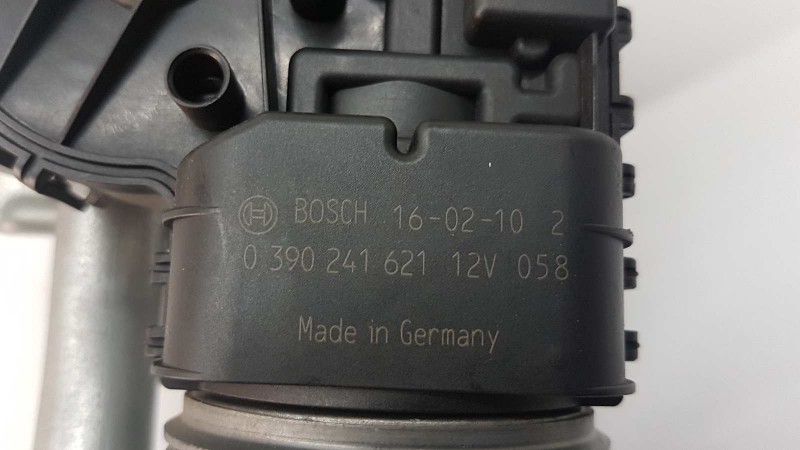 BOSCH 16-02-10 2
0 390 241 621 12V 058
Made in Germany